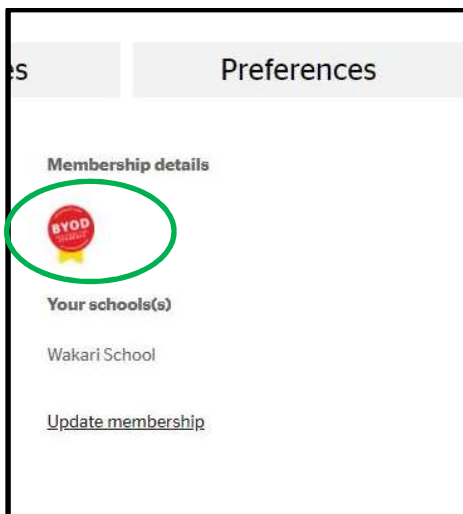 es Preferences
Membership details
BYOD
Your schools(s)
Wakari School
Update membership